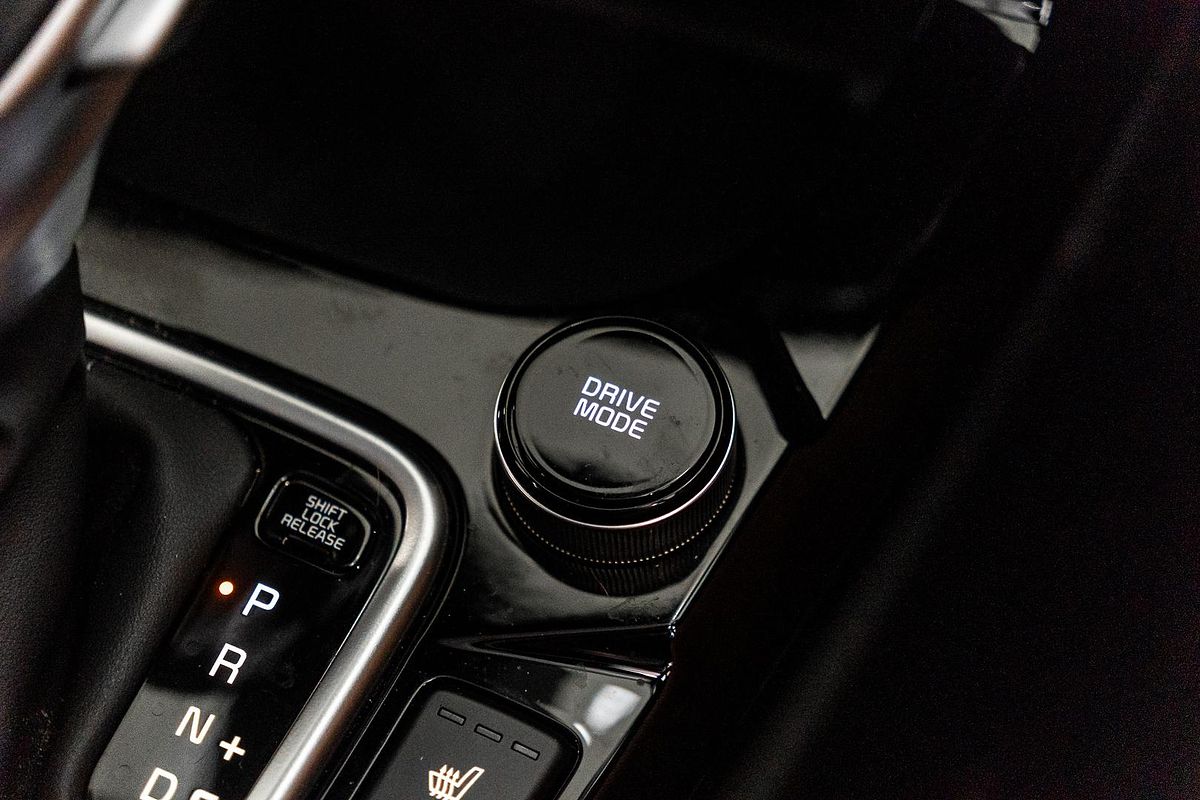 DRIVE
MODE
SHIFT
LOCK
RELEASE
P
R
N
+
D